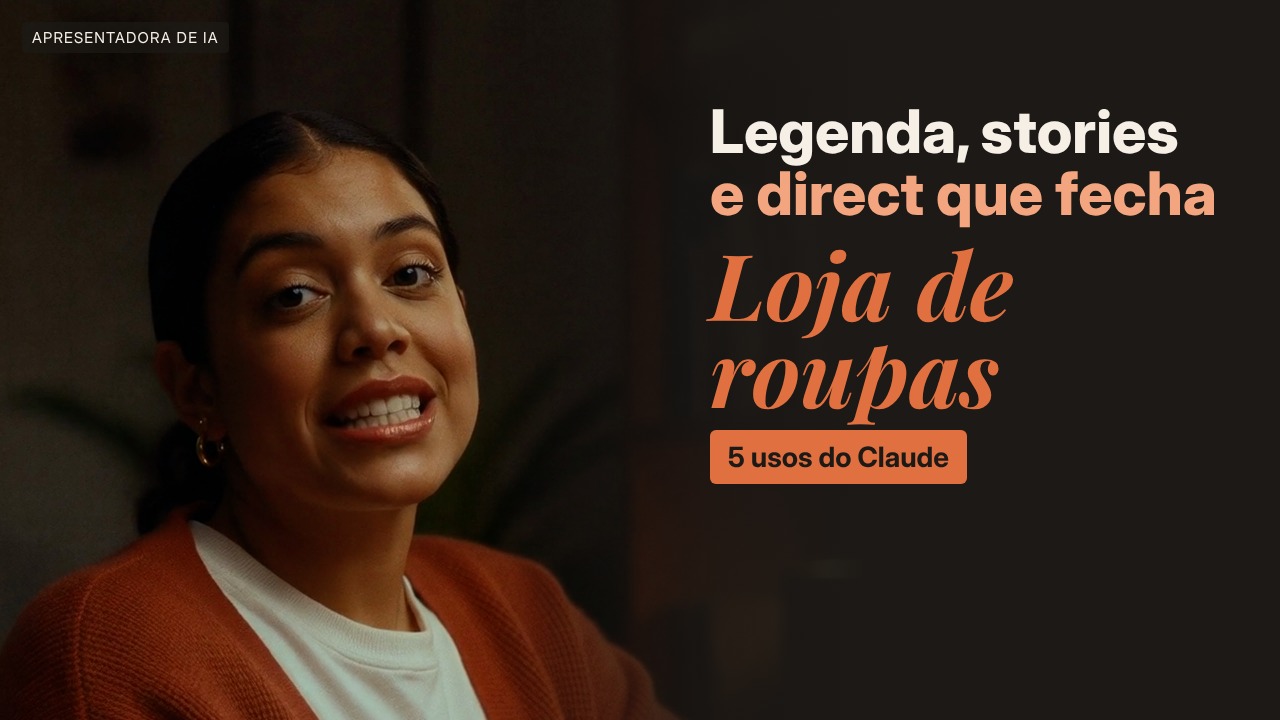 APRESENTADORA DE IA
Legenda, stories
e direct que fecha
Loja de
roupas
5 usos do Claude